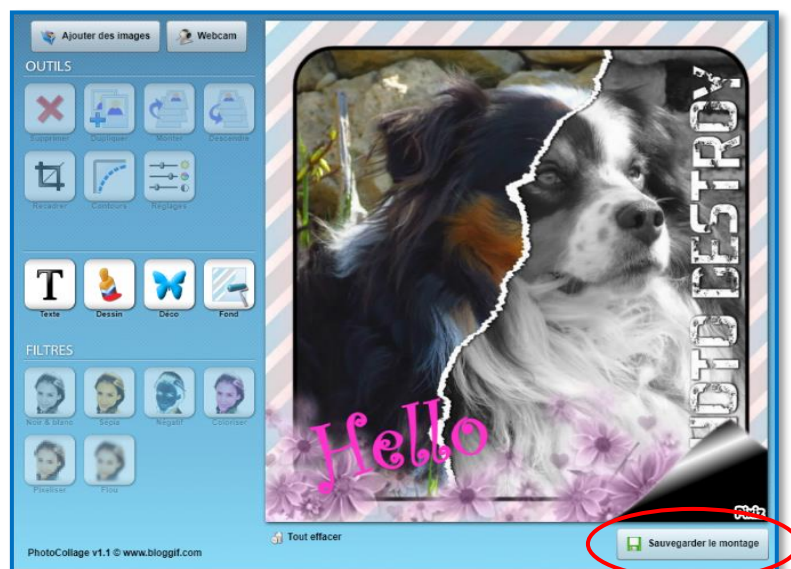 Ajouter des images
Webcam
OUTILS
Supprimer
Dupliquer
Monter
Descendre
Recadrer
Contours
Réglages
T
Texte
Dessin
Déco
Fond
FILTRES
Noir & blanc
Sépia
Négatif
Coloriser
Pixeliser
Flou
PhotoCollage v1.1 © www.bloggif.com
DESTROY
Hello
Pixiz
Tout effacer
Sauvegarder le montage